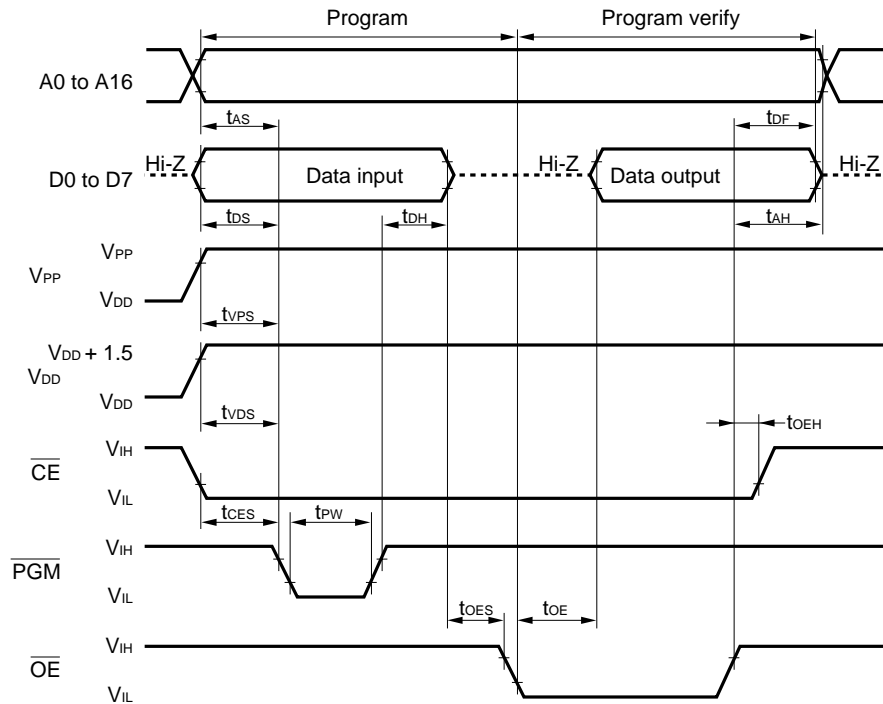 Program Program verify
A0 to A16
tAS tDF
Hi-Z Data input Hi-Z Data output Hi-Z
D0 to D7
tDS tDH tAH
VPP
VPP
VDD
tVPS
VDD + 1.5
VDD
VDD
tVDS
tOEH
VIH
CE
VIL
tCES tPW
VIH
PGM
VIL
tOES tOE
VIH
OE
VIL